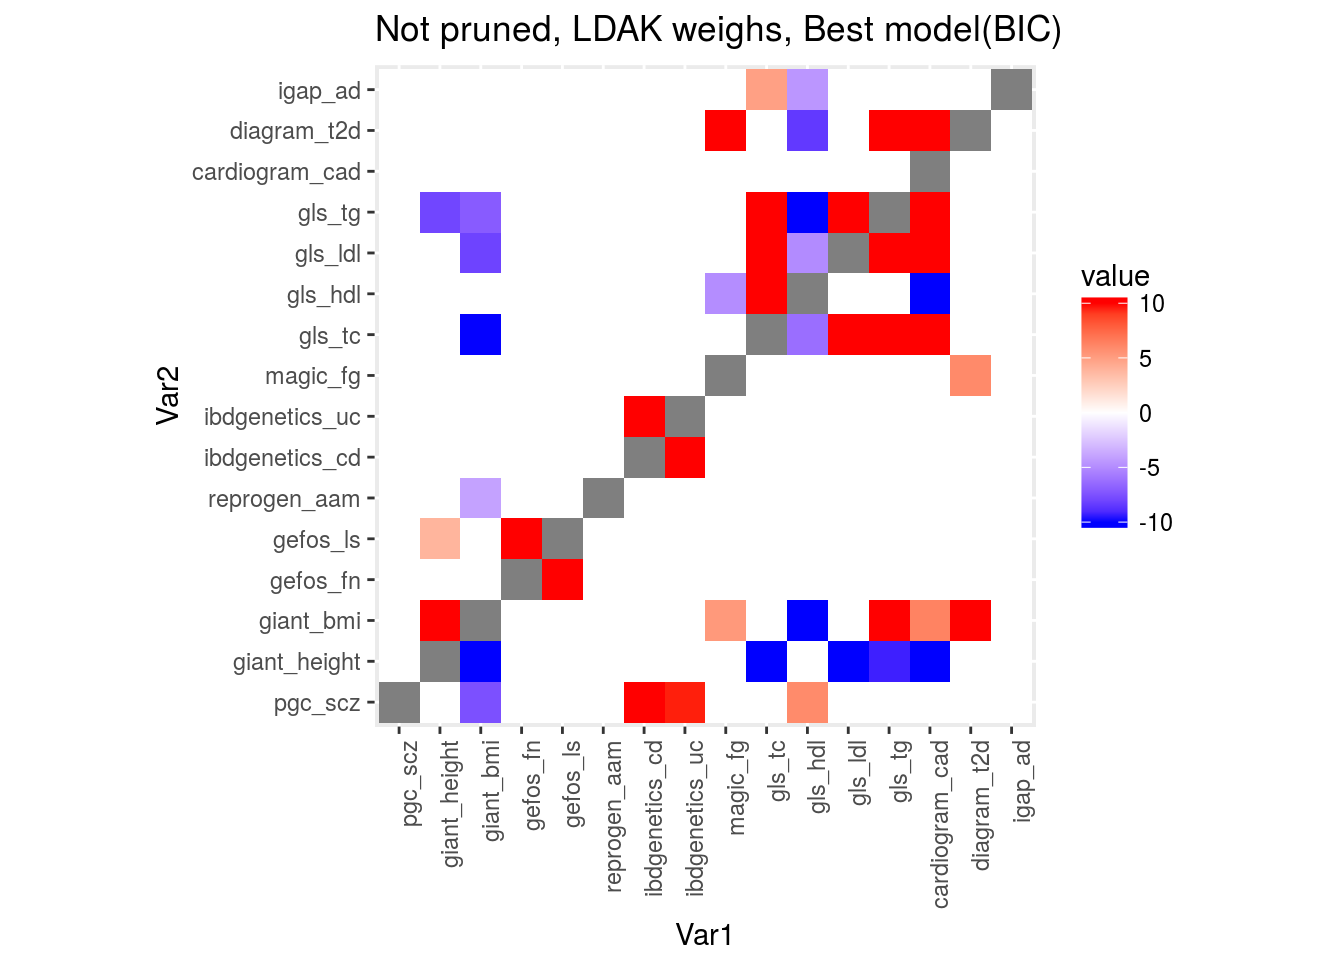 Not pruned, LDAK weighs, Best model(BIC)
igap_ad
diagram_t2d
cardiogram_cad
gls_tg
gls_ldl
gls_hdl
gls_tc
magic_fg
ibdgenetics_uc
ibdgenetics_cd
reprogen_aam
gefos_ls
gefos_fn
giant_bmi
giant_height
pgc_scz
Var2
value
10
5
0
-5
-10
pgc_scz
giant_height
giant_bmi
gefos_fn
gefos_ls
reprogen_aam
ibdgenetics_cd
ibdgenetics_uc
magic_fg
gls_tc
gls_hdl
gls_ldl
gls_tg
cardiogram_cad
diagram_t2d
igap_ad
Var1